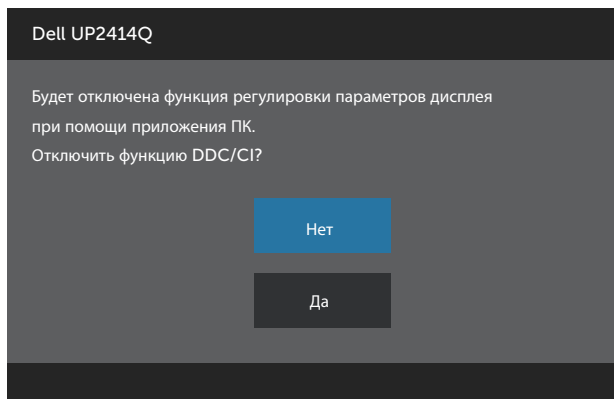 Dell UP2414Q
Будет отключена функция регулировки параметров дисплея
при помощи приложения ПК.
Отключить функцию DDC/CI?
Нет
Да